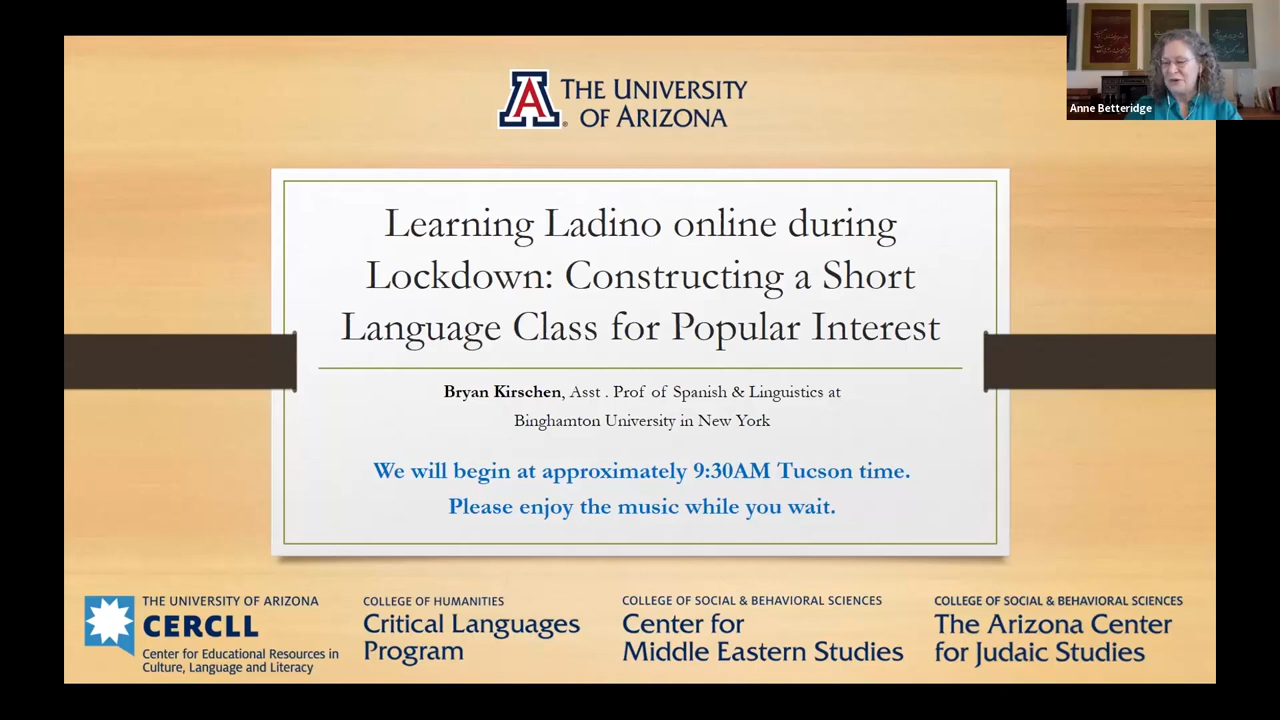 THE UNIVERSITY
OF ARIZONA
Anne Betteridge
Learning Ladino online during
Lockdown: Constructing a Short
Language Class for Popular Interest
Bryan Kirschen, Asst . Prof of Spanish & Linguistics at
Binghamton University in New York
We will begin at approximately 9:30AM Tucson time.
Please enjoy the music while you wait.
THE UNIVERSITY OF ARIZONA
CERCLL
Center for Educational Resources in
Culture, Language and Literacy
COLLEGE OF HUMANITIES
Critical Languages
Program
COLLEGE OF SOCIAL & BEHAVIORAL SCIENCES
Center for
Middle Eastern Studies
COLLEGE OF SOCIAL & BEHAVIORAL SCIENCES
The Arizona Center
for Judaic Studies